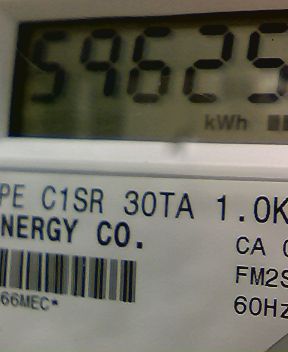 59625
kWh
PE C1SR 30TA 1.0K
NERGY CO.
CA
FM2S
66MEC*
60Hz